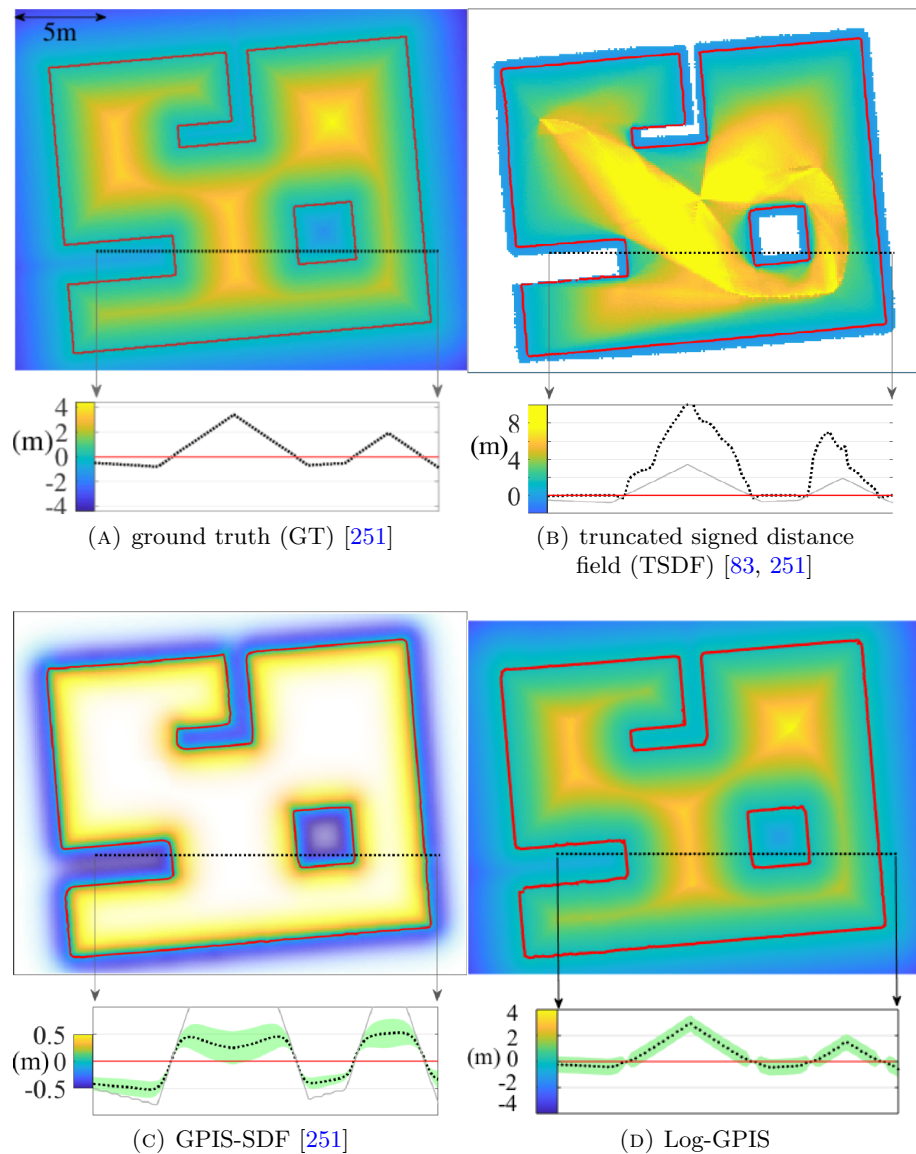 5m
4
2
(m) 0
-2
-4
(A) ground truth (GT) [251]
8
(m)
4
0
(B) truncated signed distance
field (TSDF) [83, 251]
0.5
(m) 0
-0.5
(C) GPIS-SDF [251]
4
2
(m) 0
-2
-4
(D) Log-GPIS